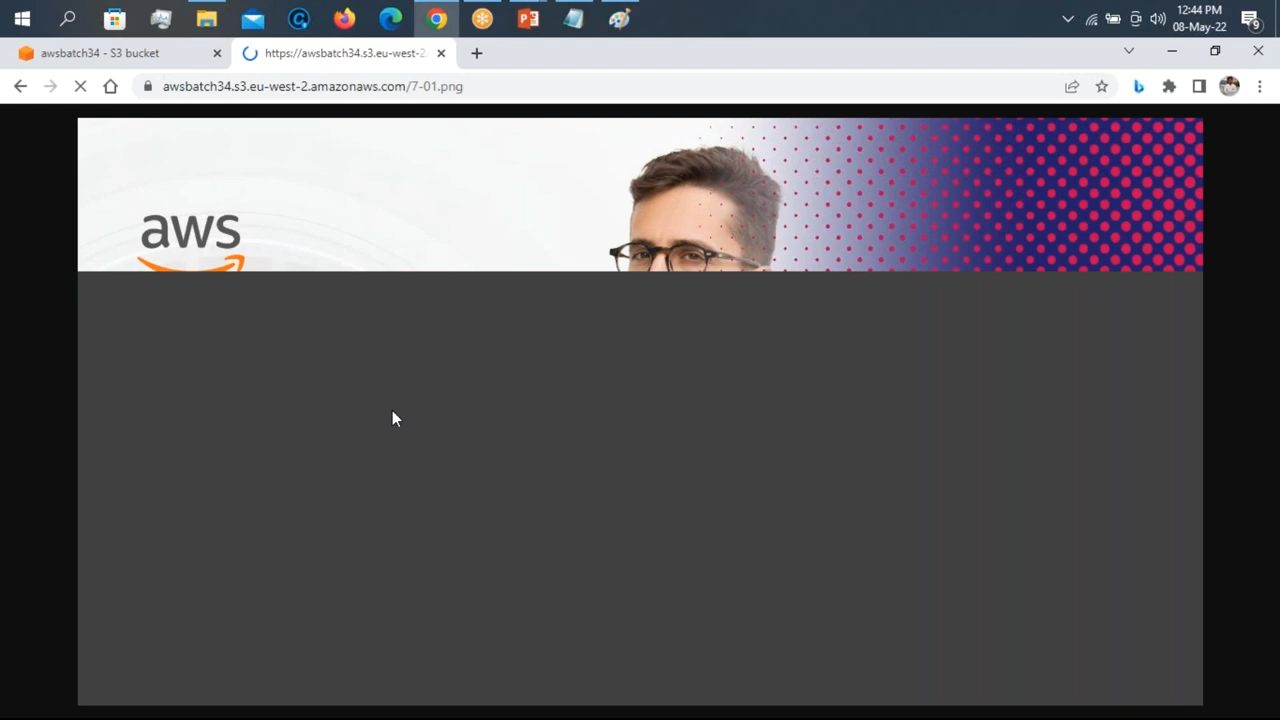 12:44 PM
08-May-22
9
awsbatch34 - S3 bucket
https://awsbatch34.s3.eu-west-2.
awsbatch34.s3.eu-west-2.amazonaws.com/7-01.png
aws